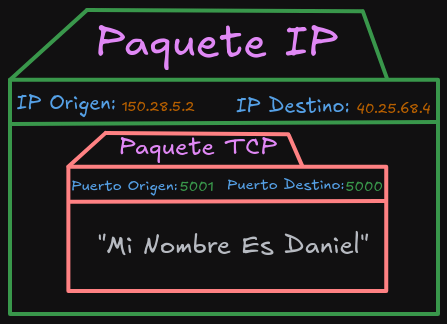 Paquete IP
IP Origen: 150.28.5.2 IP Destino: 40.25.68.4
Paquete TCP
Puerto Origen:5001 Puerto Destino:5000
"Mi Nombre Es Daniel"